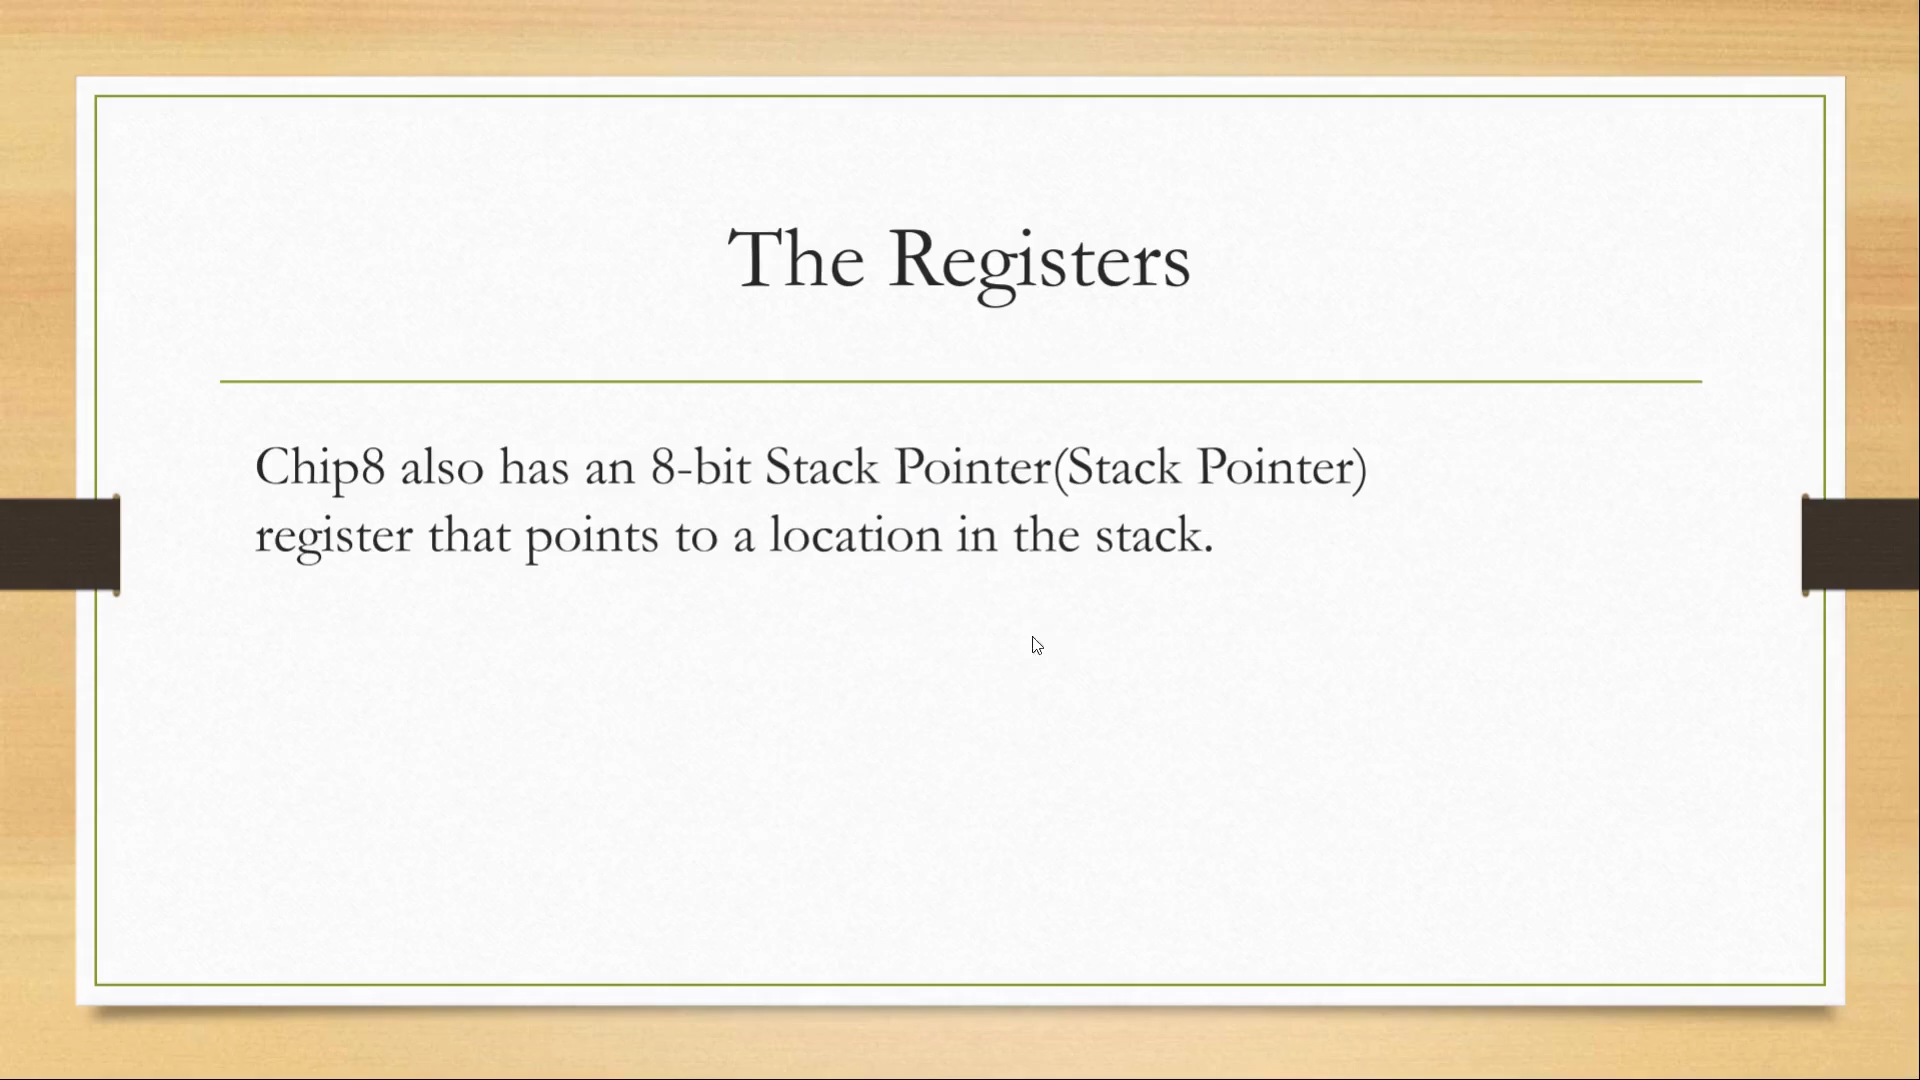 The Registers
Chip8 also has an 8-bit Stack Pointer(Stack Pointer)
register that points to a location in the stack.